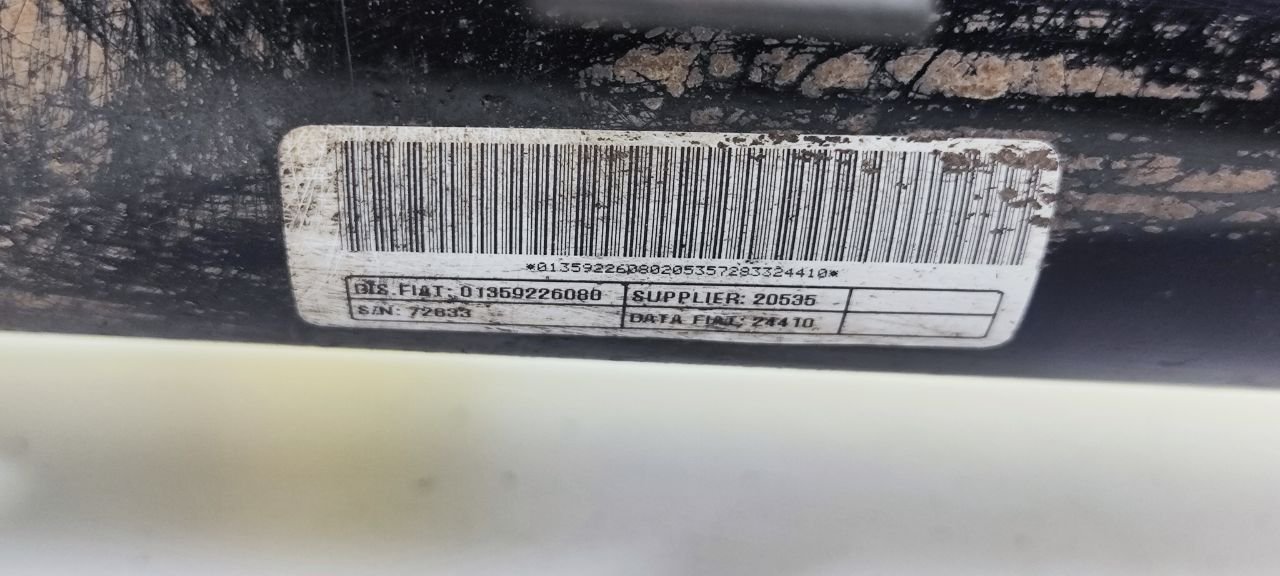 *01359226080205357283324410*
DIS.FIAT: 01359226080 SUPPLIER: 20535
S/N: 72833 DATA FIAT: 24410